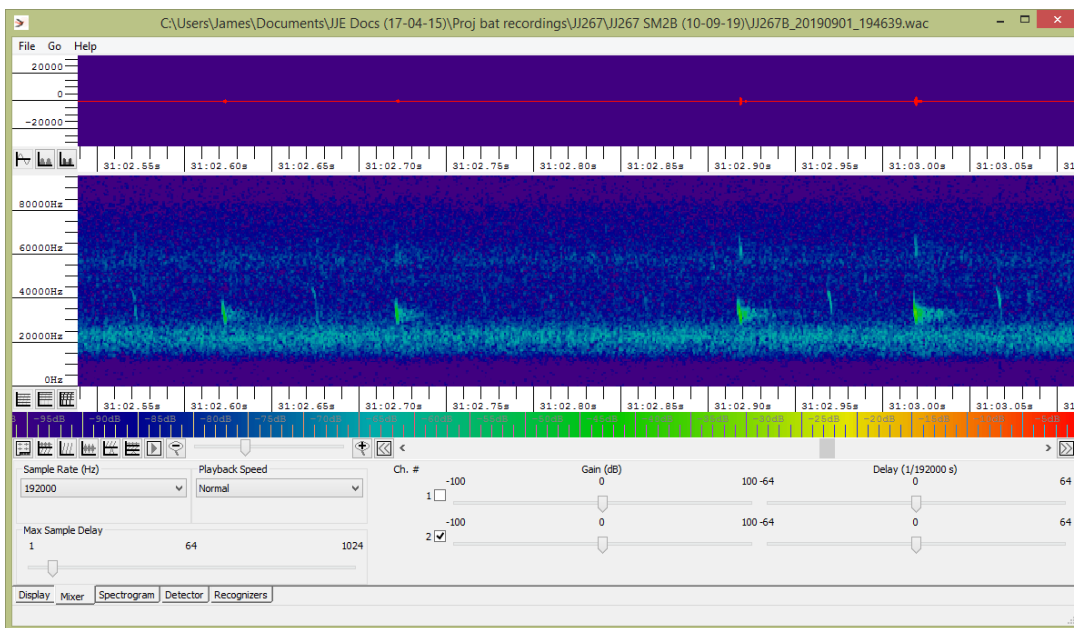 C:\Users\James\Documents\JJE Docs (17-04-15)\Proj bat recordings\JJ267\JJ267 SM2B (10-09-19)\JJ267B_20190901_194639.wac
File Go Help
20000
0
-20000
31:02.55s 31:02.60s 31:02.65s 31:02.70s 31:02.75s 31:02.80s 31:02.85s 31:02.90s 31:02.95s 31:03.00s 31:03.05s 31
80000Hz
60000Hz
40000Hz
20000Hz
0Hz
31:02.55s 31:02.60s 31:02.65s 31:02.70s 31:02.75s 31:02.80s 31:02.85s 31:02.90s 31:02.95s 31:03.00s 31:03.05s 31
-95dB -90dB -85dB -80dB -75dB -70dB -25dB -20dB -15dB -5dB
Sample Rate (Hz) Playback Speed Ch. # Gain (dB) Delay (1/192000 s)
192000 Normal
-100 0 100 -64 0 64
1
Max Sample Delay
1 64 1024
-100 0 100 -64 0 64
2
Display Mixer Spectrogram Detector Recognizers